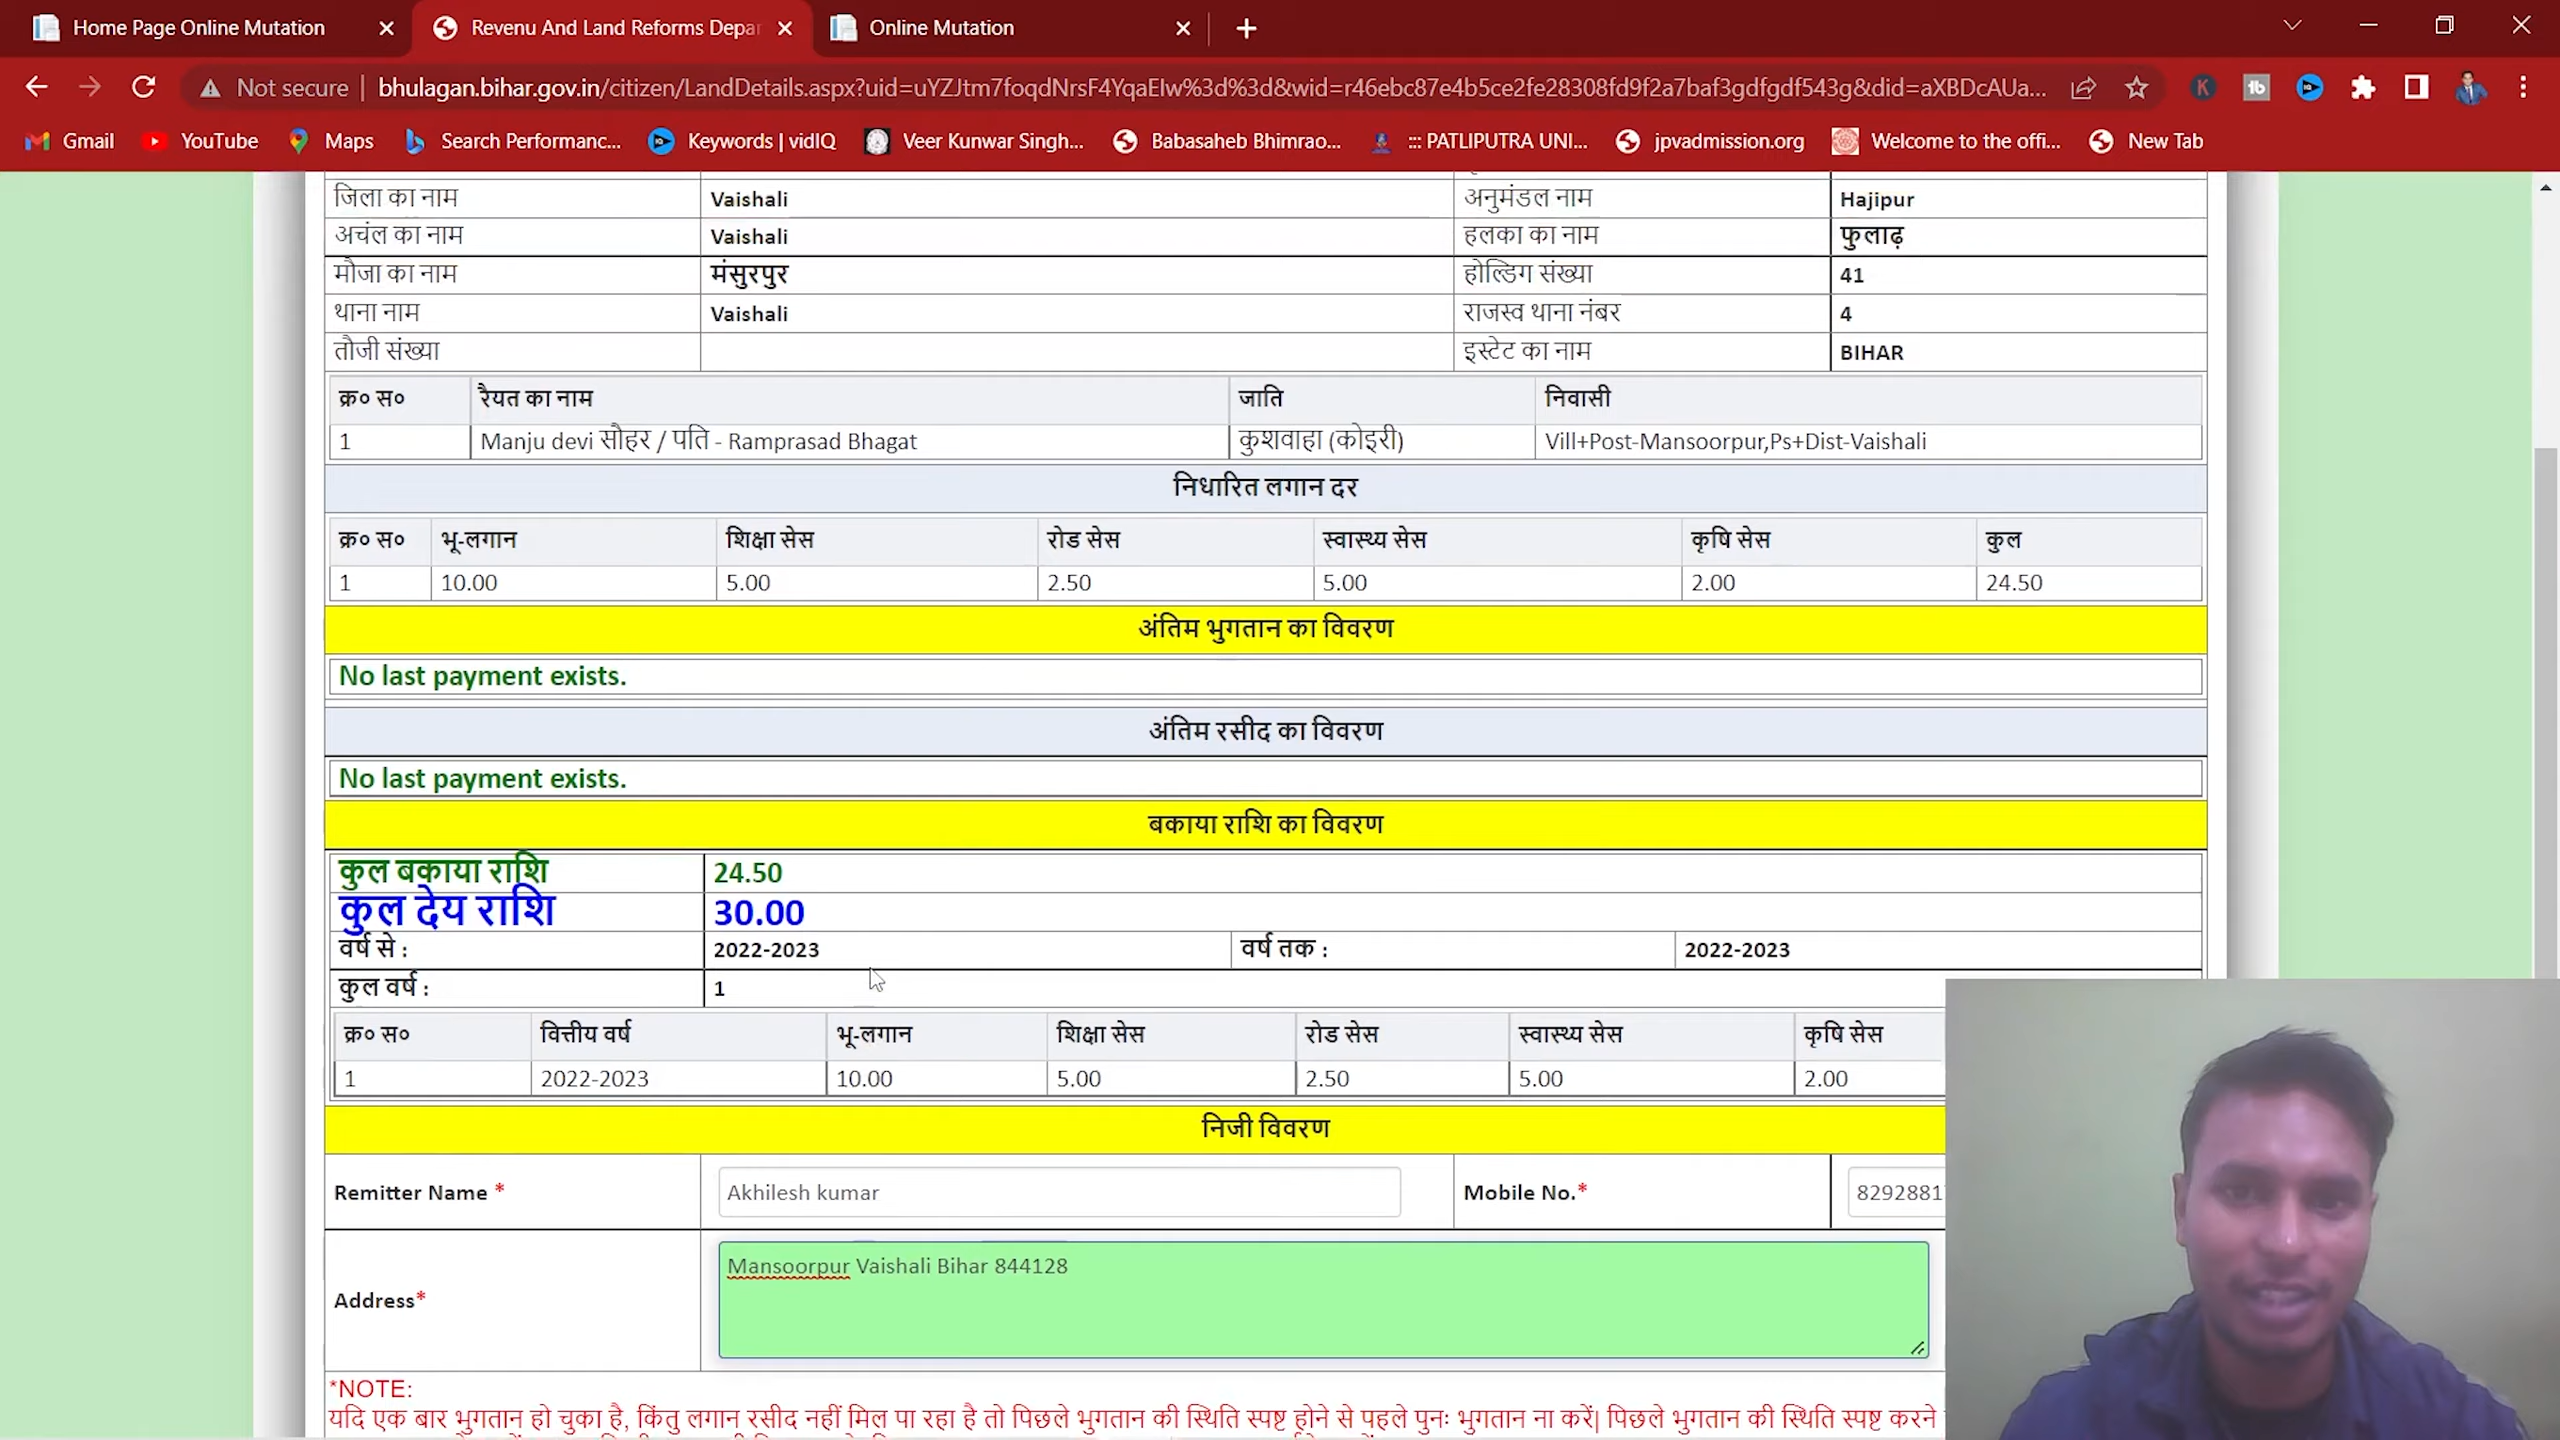 Home Page Online Mutation
Revenu And Land Reforms Depa
Online Mutation
Not secure
bhulagan.bihar.gov.in/citizen/LandDetails.aspx?uid=uYZJtm7foqdNrsF4YqaElw%3d%3d&wid=r46ebc87e4b5ce2fe28308fd9f2a7baf3gdfgdf543g&did=aXBDcAUa...
Gmail YouTube Maps Search Performanc... Keywords | vidIQ Veer Kunwar Singh... Babasaheb Bhimrao... ::: PATLIPUTRA UNI... jpvadmission.org Welcome to the offi... New Tab
जिला का नाम Vaishali अनुमंडल नाम Hajipur
अचंल का नाम Vaishali हलका का नाम फुलाढ़
मौजा का नाम मंसुरपुर होल्डिग संख्या 41
थाना नाम Vaishali राजस्व थाना नंबर 4
तौजी संख्या इस्टेट का नाम BIHAR
क्र० स० रैयत का नाम जाति निवासी
1 Manju devi सौहर / पति - Ramprasad Bhagat कुशवाहा (कोइरी) Vill+Post-Mansoorpur,Ps+Dist-Vaishali
निधारित लगान दर
क्र० स० भू-लगान शिक्षा सेस रोड सेस स्वास्थ्य सेस कृषि सेस कुल
1 10.00 5.00 2.50 5.00 2.00 24.50
अंतिम भुगतान का विवरण
No last payment exists.
अंतिम रसीद का विवरण
No last payment exists.
बकाया राशि का विवरण
कुल बकाया राशि 24.50
कुल देय राशि 30.00
वर्ष से : 2022-2023 वर्ष तक : 2022-2023
कुल वर्ष : 1
क्र० स० वित्तीय वर्ष भू-लगान शिक्षा सेस रोड सेस स्वास्थ्य सेस कृषि सेस
1 2022-2023 10.00 5.00 2.50 5.00 2.00
निजी विवरण
Remitter Name * Akhilesh kumar Mobile No.* 829288
Address* Mansoorpur Vaishali Bihar 844128
*NOTE:
यदि एक बार भुगतान हो चुका है, किंतु लगान रसीद नहीं मिल पा रहा है तो पिछले भुगतान की स्थिति स्पष्ट होने से पहले पुनः भुगतान ना करें| पिछले भुगतान की स्थिति स्पष्ट करने